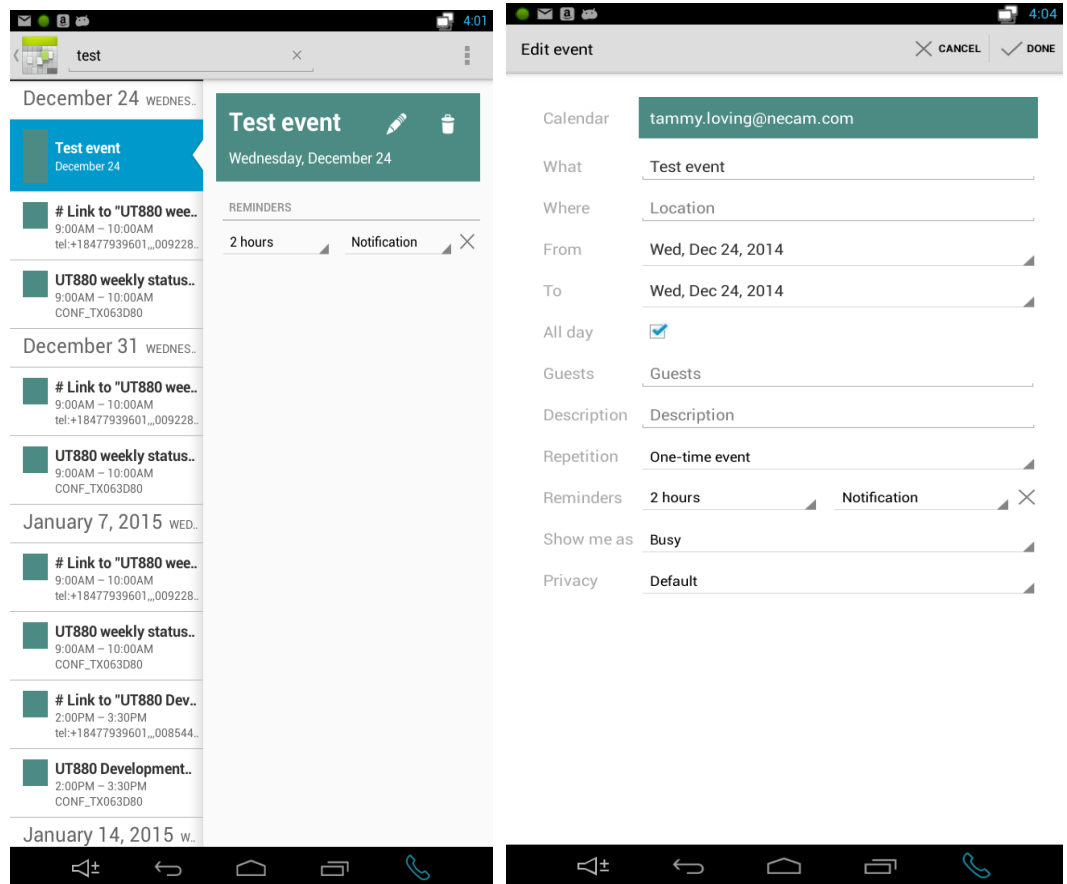 4:01
test
December 24 WEDNES..
Test event
December 24
# Link to "UT880 wee..
9:00AM – 10:00AM
tel:+18477939601,,,009228..
UT880 weekly status..
9:00AM – 10:00AM
CONF_TX063D80
December 31 WEDNES..
# Link to "UT880 wee..
9:00AM – 10:00AM
tel:+18477939601,,,009228..
UT880 weekly status..
9:00AM – 10:00AM
CONF_TX063D80
January 7, 2015 WED..
# Link to "UT880 wee..
9:00AM – 10:00AM
tel:+18477939601,,,009228..
UT880 weekly status..
9:00AM – 10:00AM
CONF_TX063D80
# Link to "UT880 Dev..
2:00PM – 3:30PM
tel:+18477939601,,,008544..
UT880 Development..
2:00PM – 3:30PM
CONF_TX063D80
January 14, 2015 W..
Test event
Wednesday, December 24
REMINDERS
2 hours Notification
4:04
Edit event CANCEL DONE
Calendar tammy.loving@necam.com
What Test event
Where Location
From Wed, Dec 24, 2014
To Wed, Dec 24, 2014
All day
Guests Guests
Description Description
Repetition One-time event
Reminders 2 hours Notification
Show me as Busy
Privacy Default